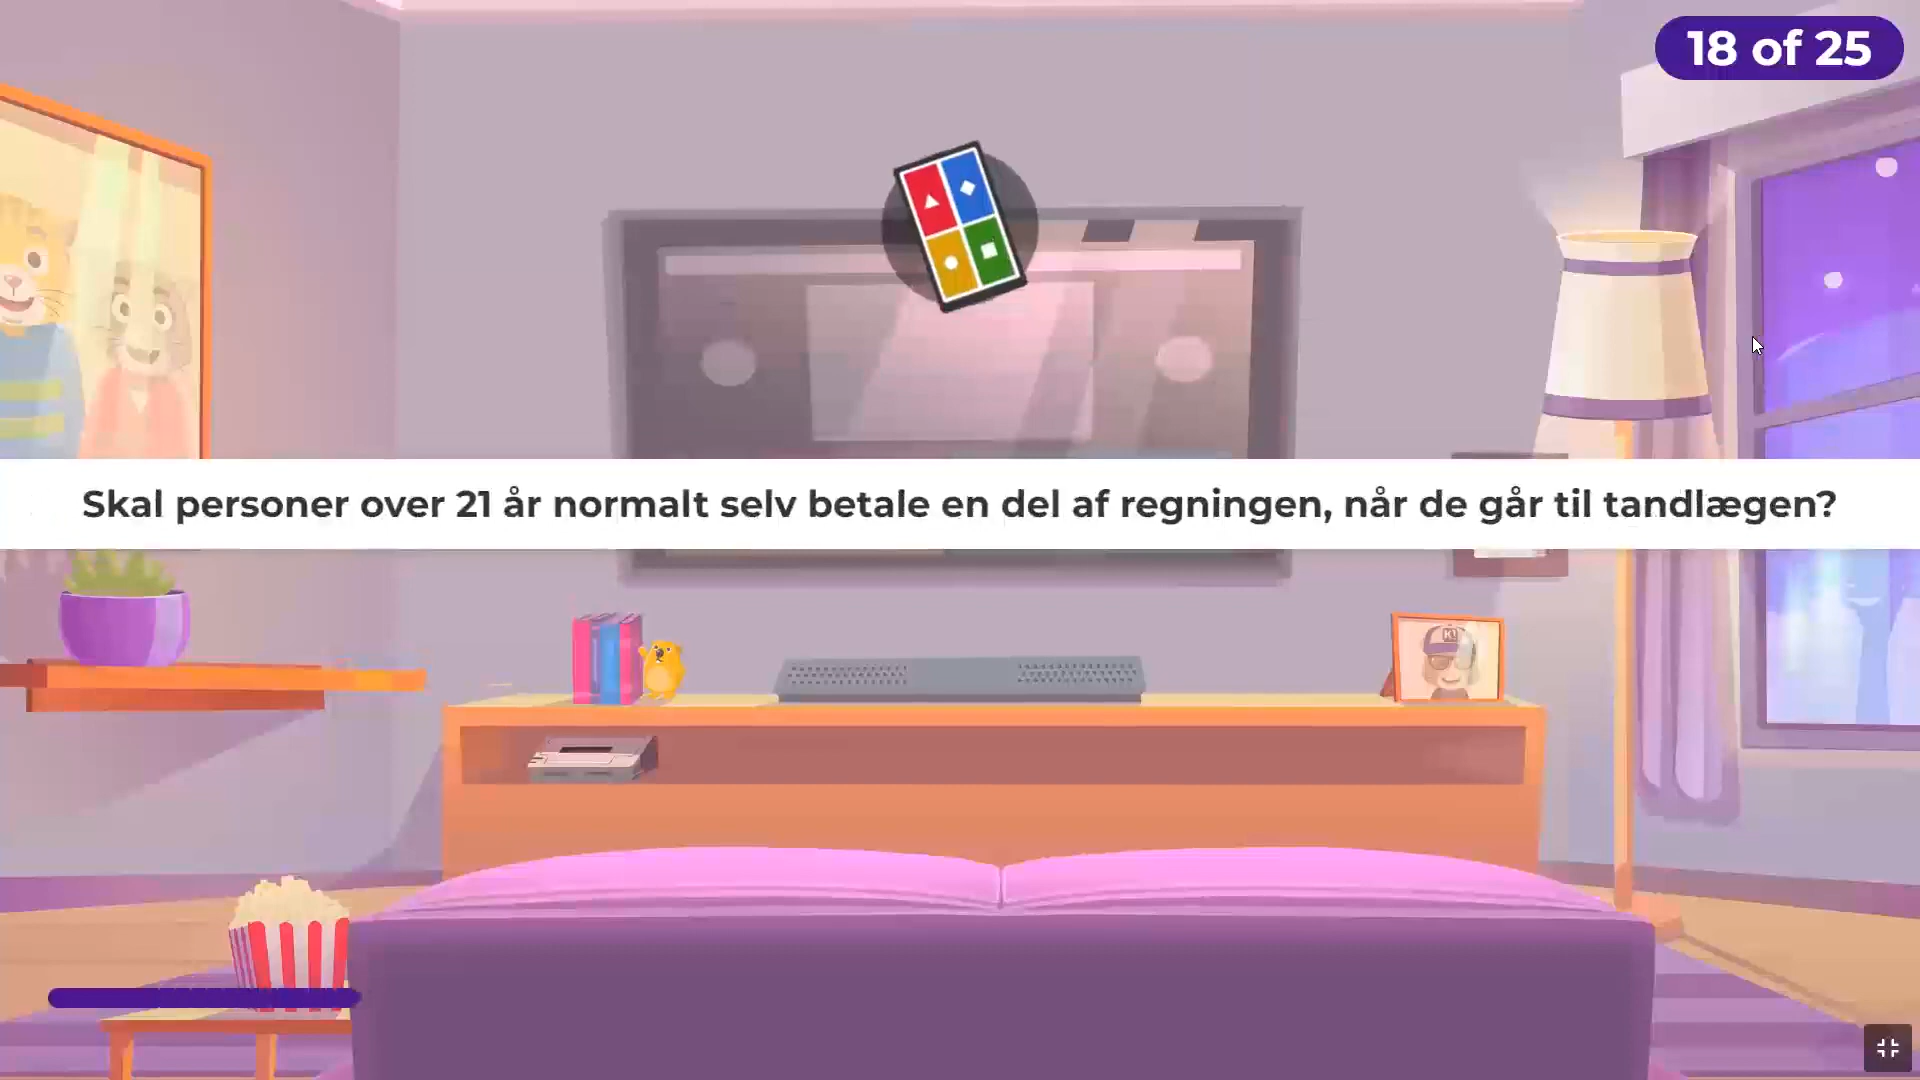 18 of 25
Skal personer over 21 år normalt selv betale en del af regningen, når de går til tandlægen?
K!